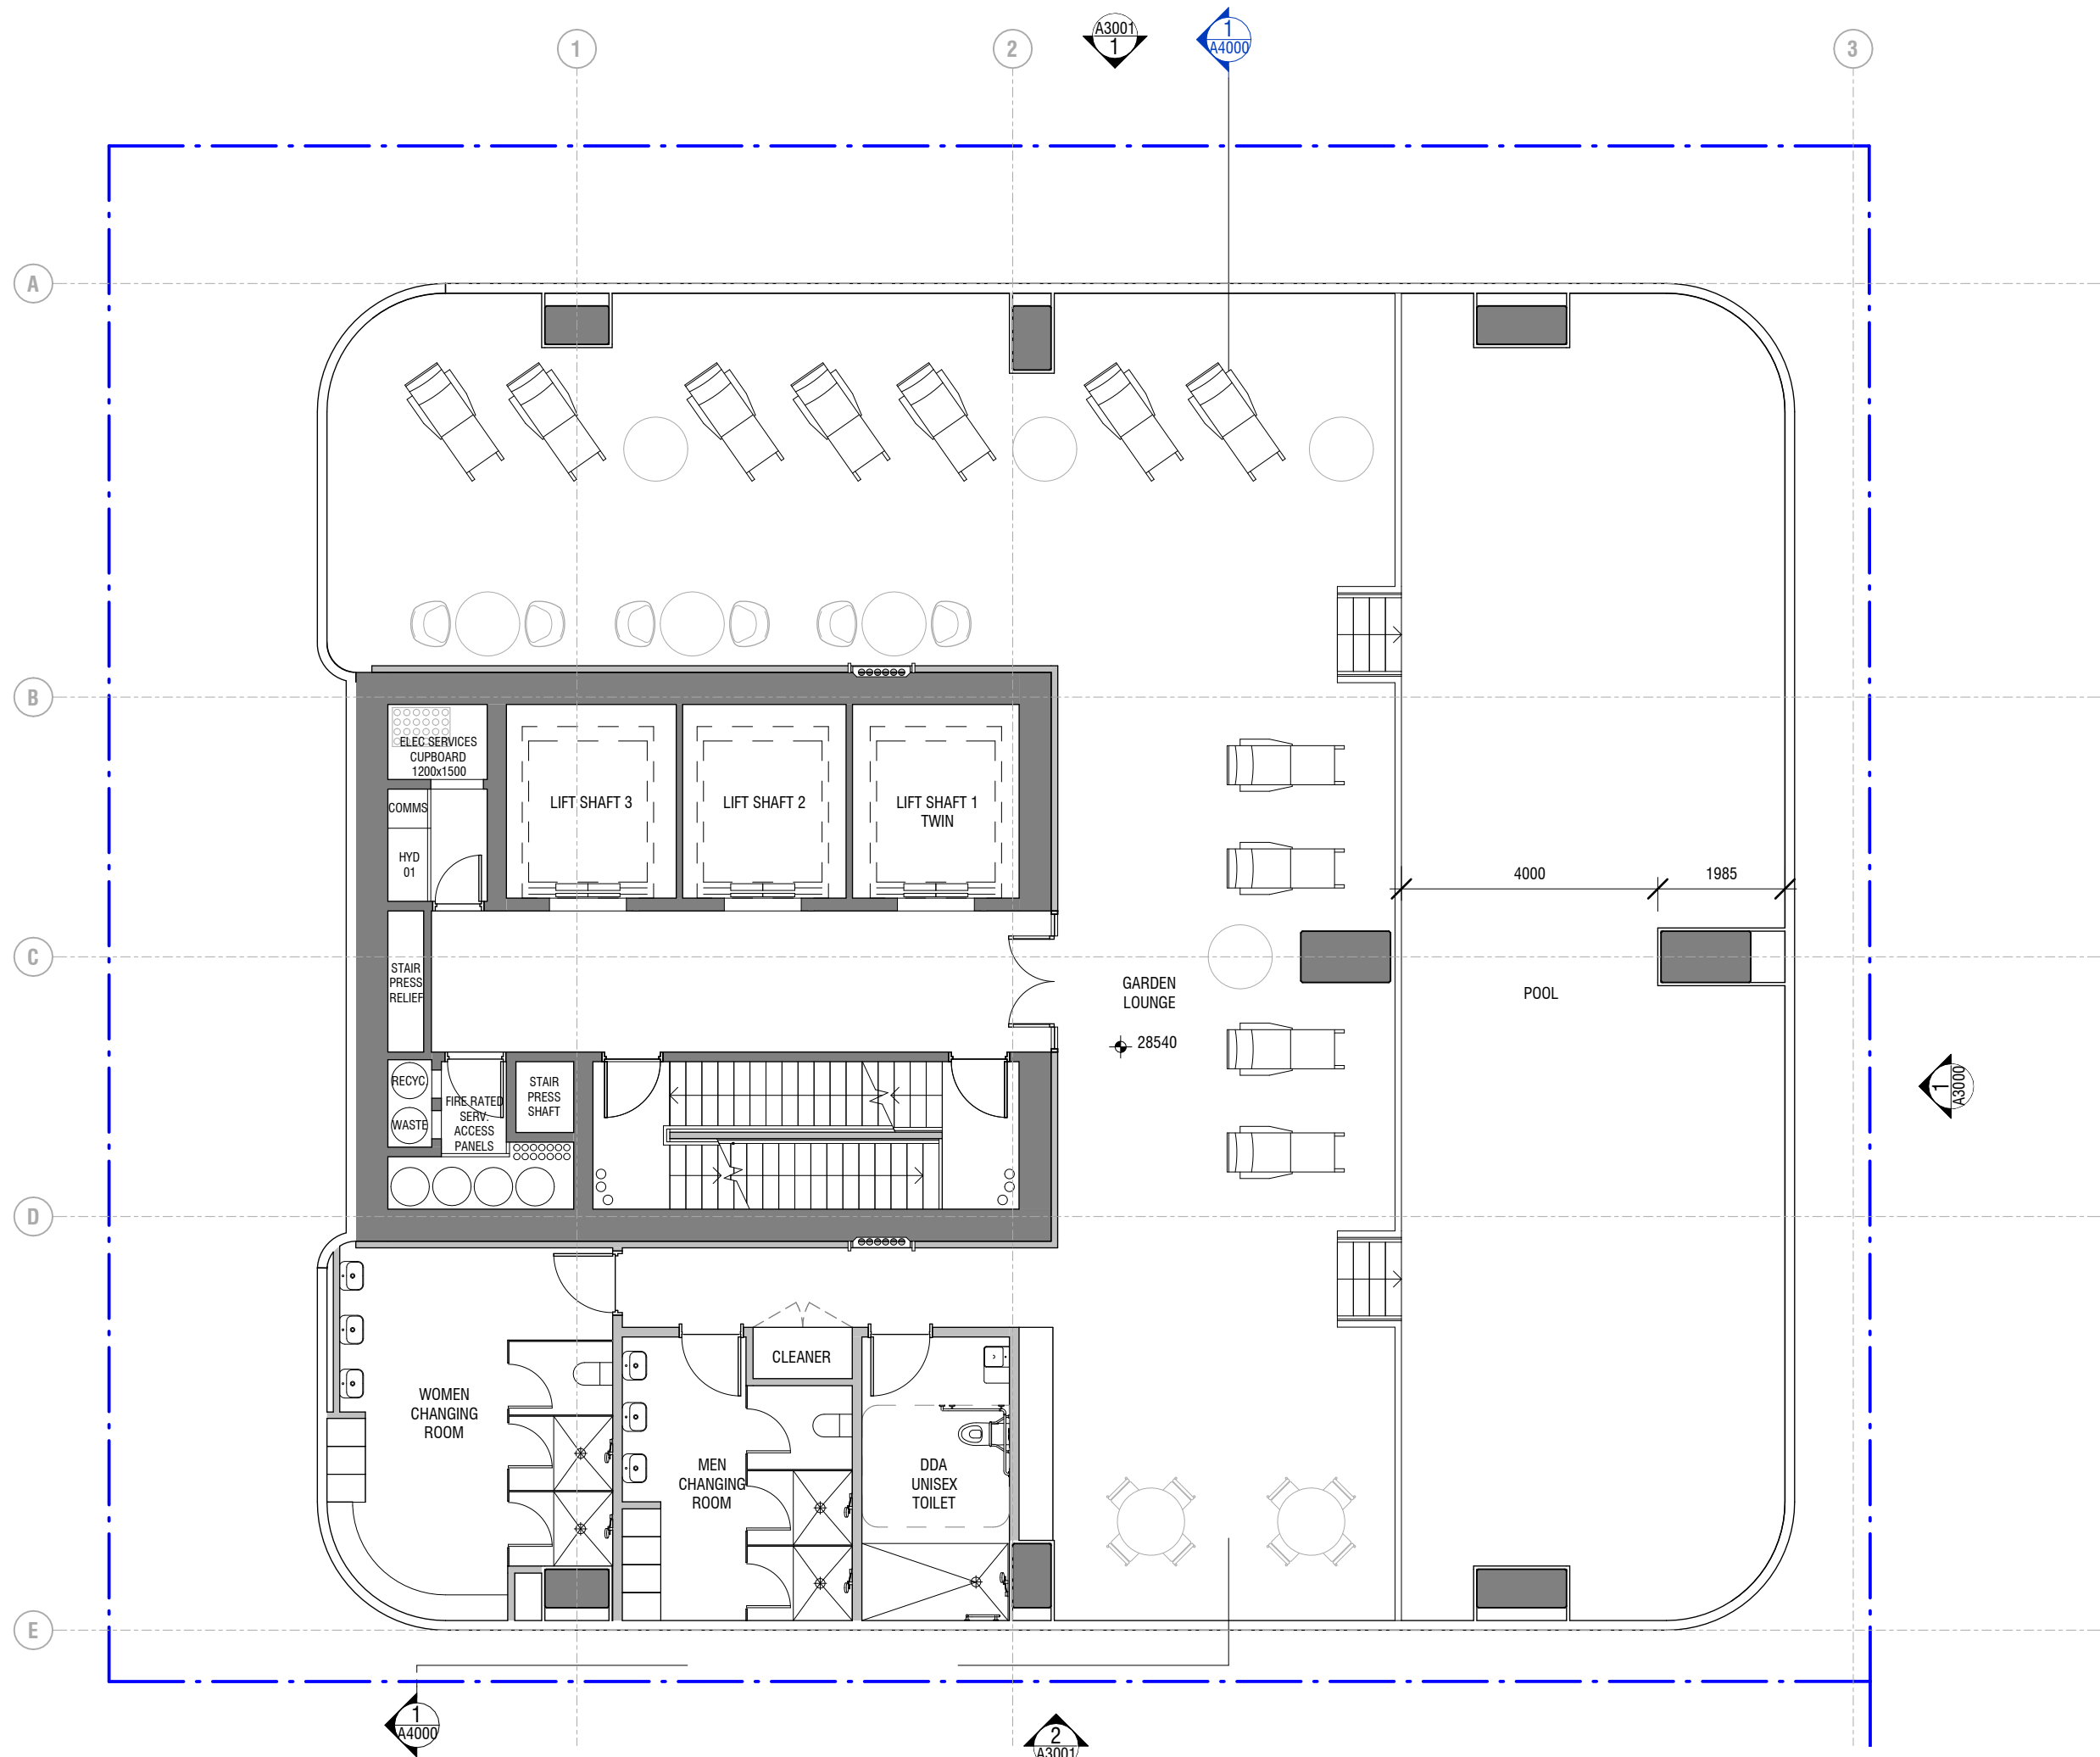 A3001
1
1
A4000
1
2
3
A
B
ELEC SERVICES
CUPBOARD
1200x1500
COMMS
HYD
01
LIFT SHAFT 3
LIFT SHAFT 2
LIFT SHAFT 1
TWIN
4000
1985
C
STAIR
PRESS
RELIEF
GARDEN
LOUNGE
28540
POOL
RECYC.
WASTE
FIRE RATED
SERV.
ACCESS
PANELS
STAIR
PRESS
SHAFT
1
A3000
D
CLEANER
WOMEN
CHANGING
ROOM
MEN
CHANGING
ROOM
DDA
UNISEX
TOILET
E
1
A4000
2
A3001